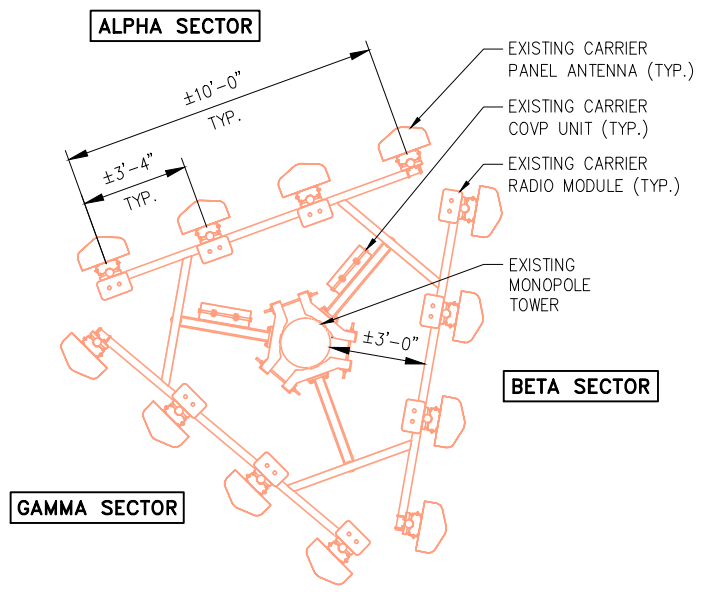 ALPHA SECTOR
±10'-0"
TYP.
±3'-4"
TYP.
EXISTING CARRIER
PANEL ANTENNA (TYP.)
EXISTING CARRIER
COVP UNIT (TYP.)
EXISTING CARRIER
RADIO MODULE (TYP.)
EXISTING
MONOPOLE
TOWER
±3'-0"
BETA SECTOR
GAMMA SECTOR